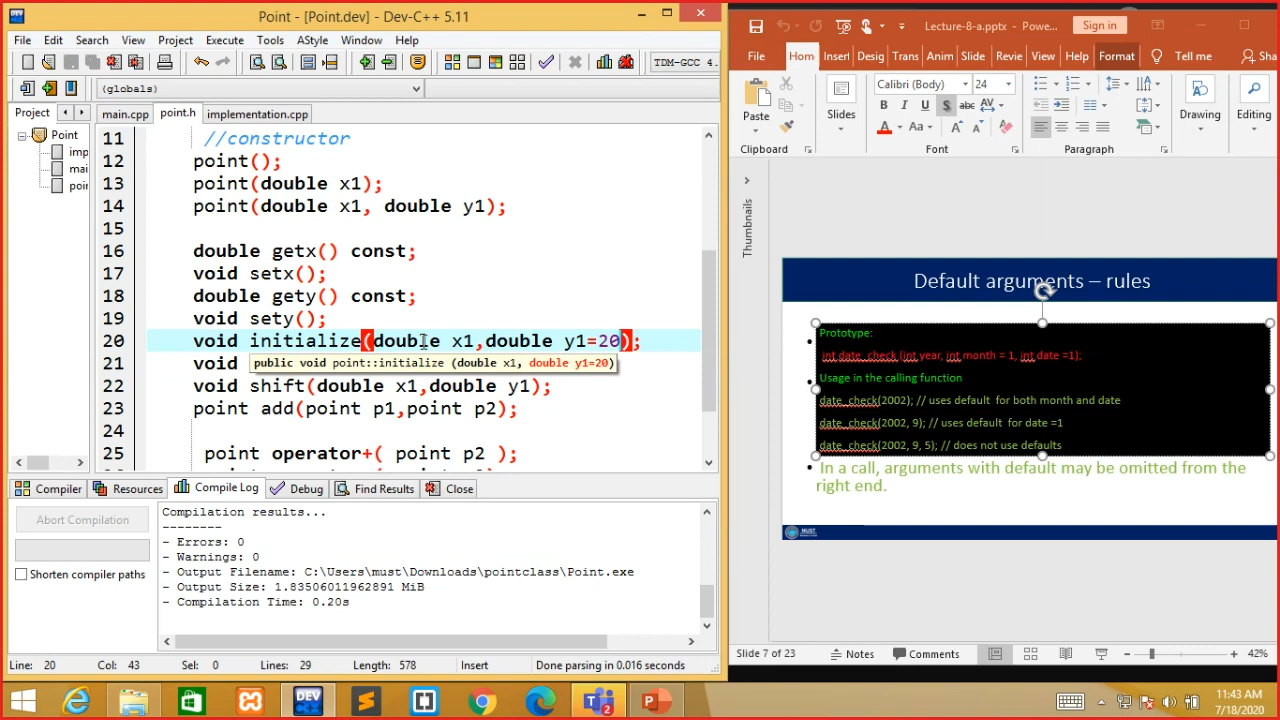 Point - [Point.dev] - Dev-C++ 5.11
File Edit Search View Project Execute Tools AStyle Window Help
TDM-GCC 4.
(globals)
Project
main.cpp point.h implementation.cpp
Point
imp
mai
poin
11 //constructor
12 point();
13 point(double x1);
14 point(double x1, double y1);
15
16 double getx() const;
17 void setx();
18 double gety() const;
19 void sety();
20 void initialize(double x1,double y1=20);
21 void
public void point::initialize (double x1, double y1=20)
22 void shift(double x1,double y1);
23 point add(point p1,point p2);
24
25 point operator+( point p2 );
Compiler Resources Compile Log Debug Find Results Close
Abort Compilation
Shorten compiler paths
Compilation results...
--------
- Errors: 0
- Warnings: 0
- Output Filename: C:\Users\must\Downloads\pointclass\Point.exe
- Output Size: 1.83506011962891 MiB
- Compilation Time: 0.20s
Line: 20 Col: 43 Sel: 0 Lines: 29 Length: 578 Insert Done parsing in 0.016 seconds
Lecture-8-a.pptx - Powe... Sign in
File Hom Insert Desig Trans Anim Slide Revie View Help Format Tell me Sha
Paste
Slides
Calibri (Body) 24
B I U S abc AV
A Aa A A
Drawing
Editing
Clipboard Font Paragraph
Thumbnails
Default arguments – rules
Prototype:
int date_check (int year, int month = 1, int date =1);
Usage in the calling function
date_check(2002); // uses default for both month and date
date_check(2002, 9); // uses default for date =1
date_check(2002, 9, 5); // does not use defaults
• In a call, arguments with default may be omitted from the
right end.
MUST
Slide 7 of 23 Notes Comments 42%
DEV
2
11:43 AM
7/18/2020